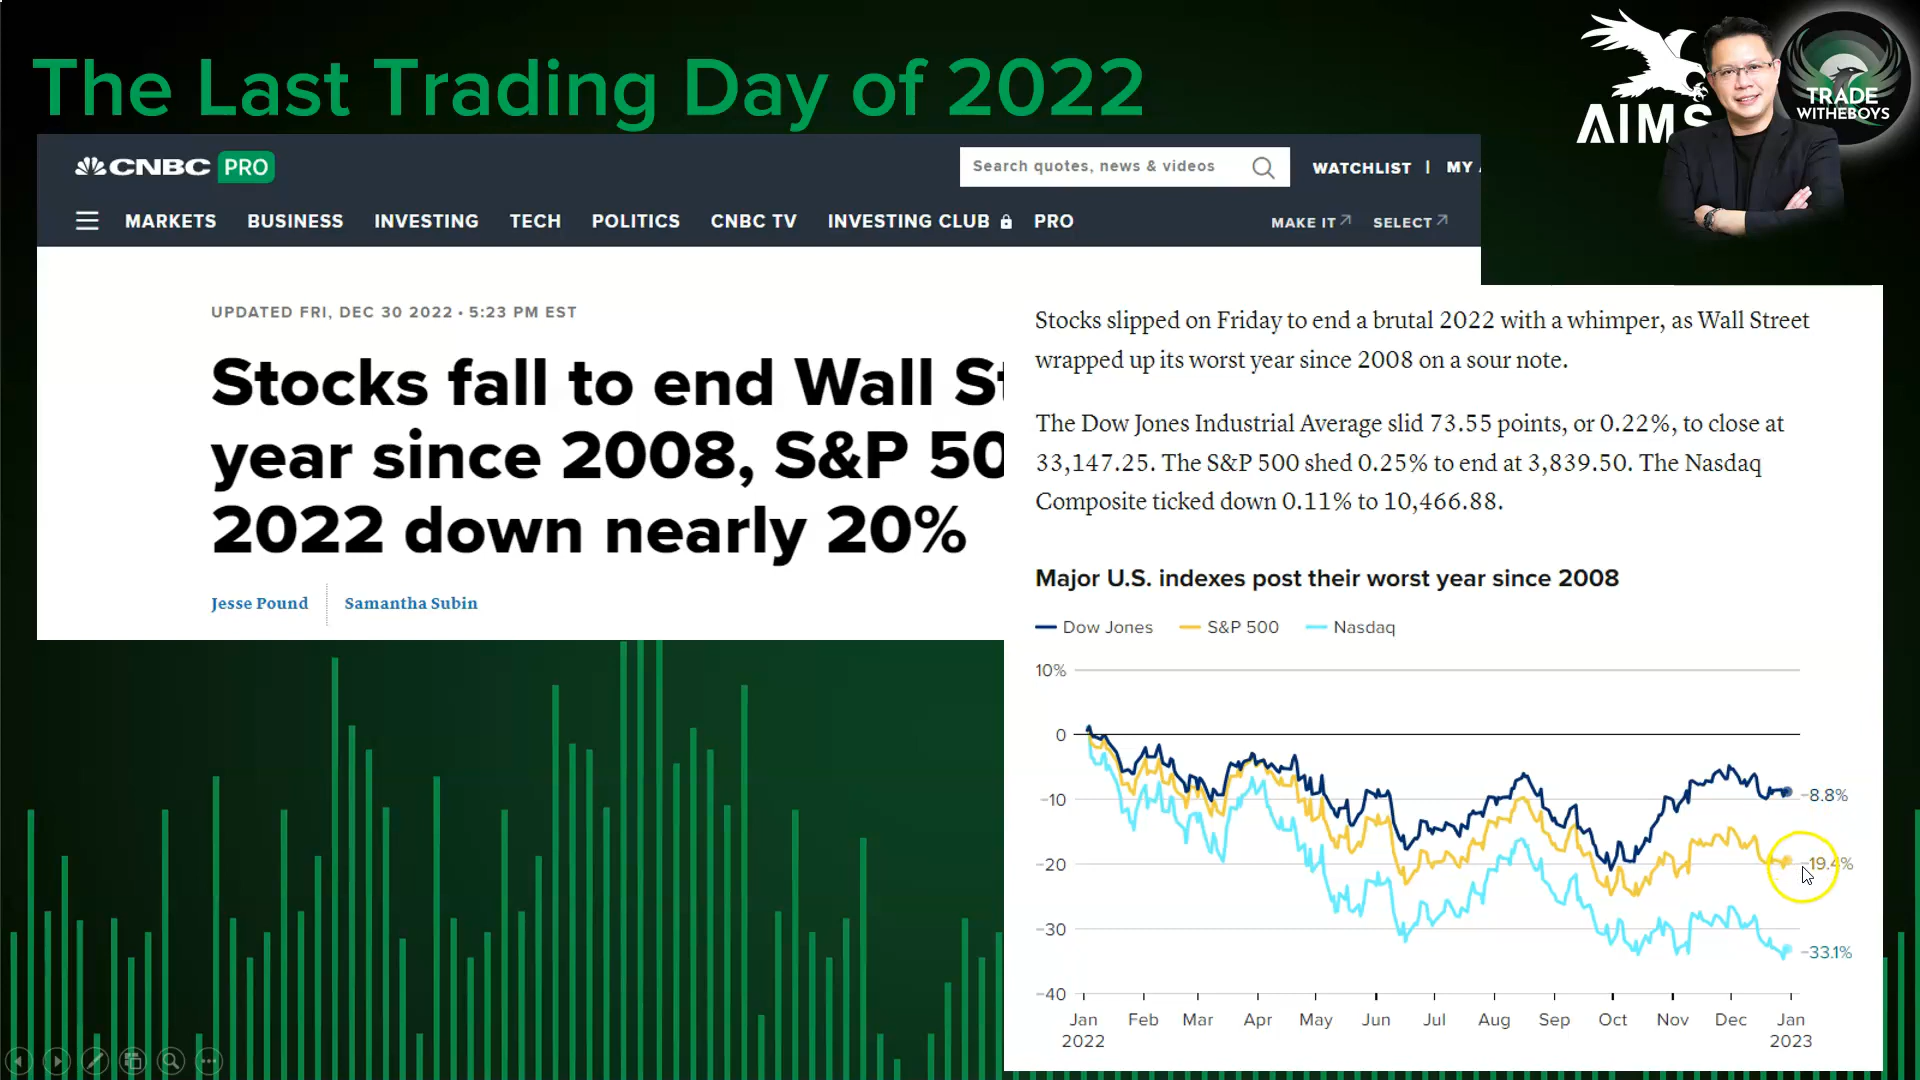 The Last Trading Day of 2022
AIMS
TRADE
WITHEBOYS
CNBC PRO
Search quotes, news & videos
WATCHLIST | MY
MARKETS BUSINESS INVESTING TECH POLITICS CNBC TV INVESTING CLUB PRO MAKE IT SELECT
UPDATED FRI, DEC 30 2022 • 5:23 PM EST
Stocks fall to end Wall St
year since 2008, S&P 50
2022 down nearly 20%
Jesse Pound Samantha Subin
Stocks slipped on Friday to end a brutal 2022 with a whimper, as Wall Street
wrapped up its worst year since 2008 on a sour note.
The Dow Jones Industrial Average slid 73.55 points, or 0.22%, to close at
33,147.25. The S&P 500 shed 0.25% to end at 3,839.50. The Nasdaq
Composite ticked down 0.11% to 10,466.88.
Major U.S. indexes post their worst year since 2008
Dow Jones S&P 500 Nasdaq
10%
0
-10
-8.8%
-20
-19.4%
-30
-33.1%
-40
Jan Feb Mar Apr May Jun Jul Aug Sep Oct Nov Dec Jan
2022 2023